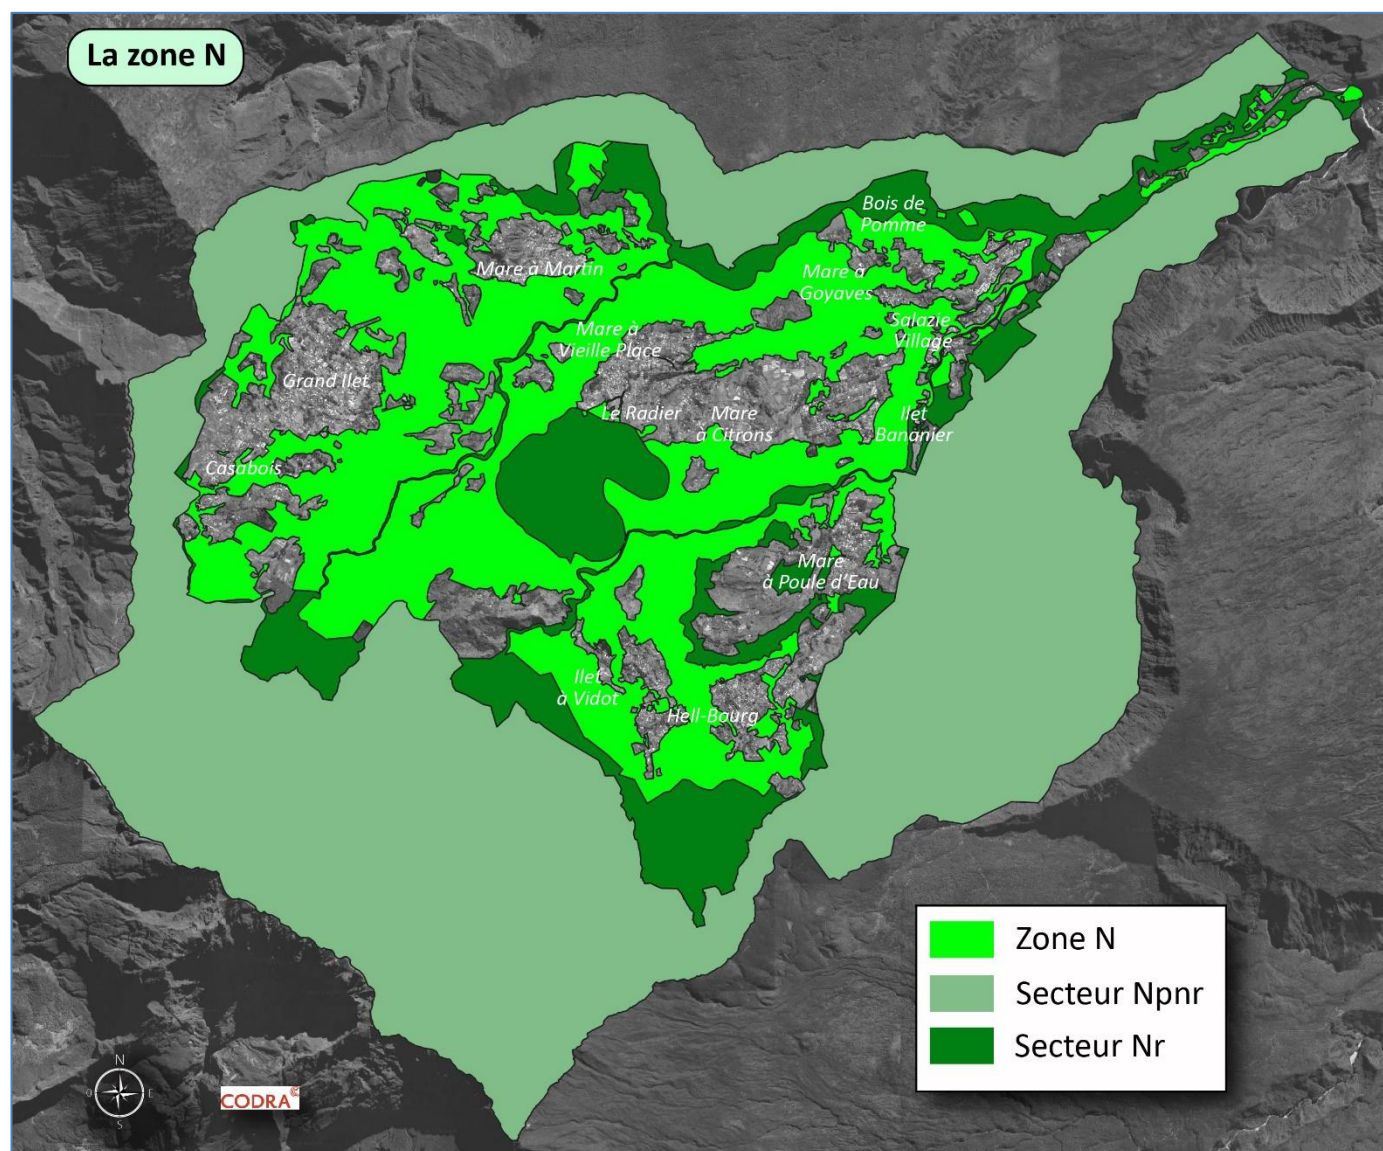 La zone N
Bois de
Pomme
Mare à Martin
Mare à
Goyaves
Salazie
Village
Mare à
Vieille Place
Grand Ilet
Le Radier
Mare
à Citrons
Ilet
Bananier
Casabois
Mare
à Poule d'Eau
Ilet
à Vidot
Hell-Bourg
Zone N
Secteur Npnr
Secteur Nr
N
O
E
S
CODRA